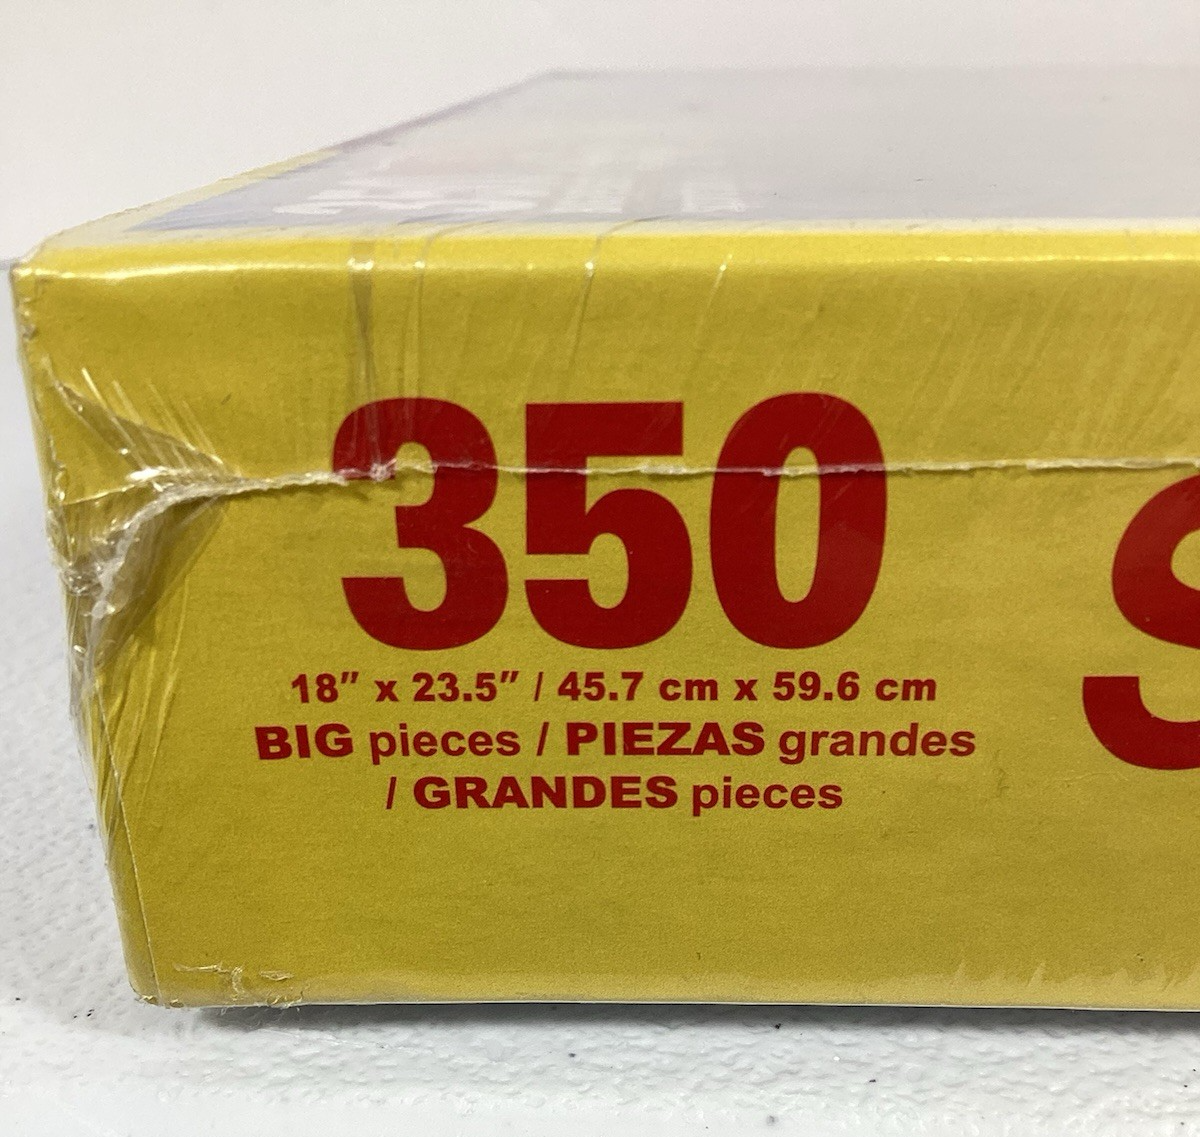 350
18″ x 23.5″ / 45.7 cm x 59.6 cm
BIG pieces / PIEZAS grandes
/ GRANDES pieces
S